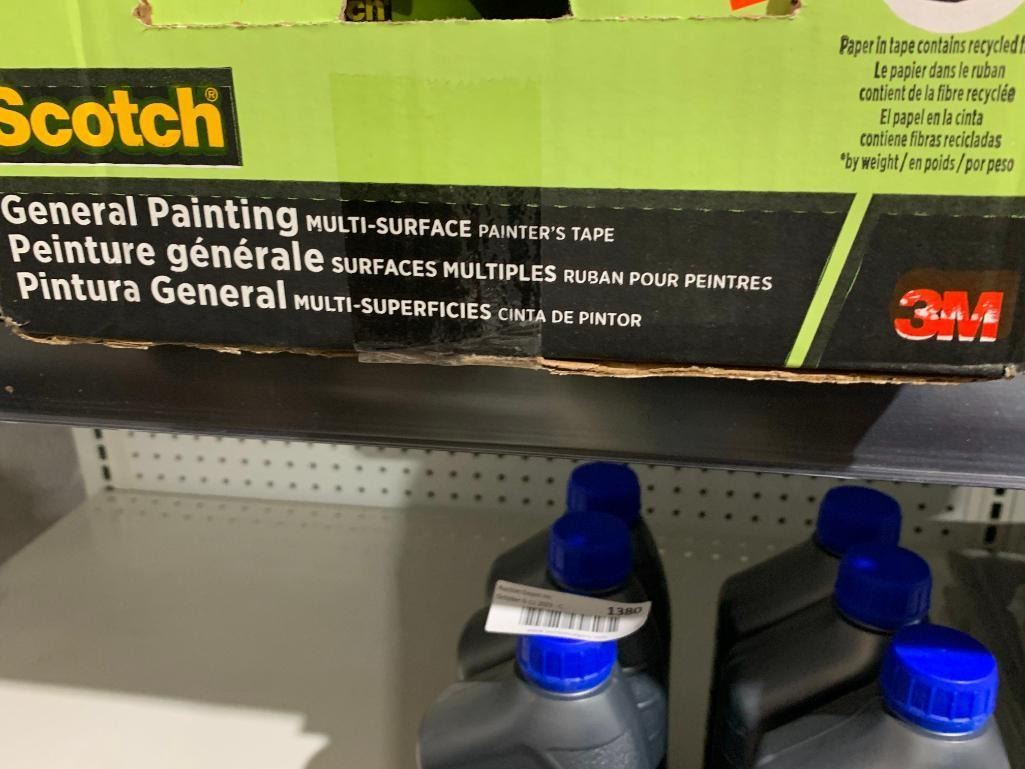 ch
Scotch®
Paper in tape contains recycled
Le papier dans le ruban
contient de la fibre recyclée
El papel en la cinta
contiene fibras recicladas
*by weight / en poids / por peso
General Painting MULTI-SURFACE PAINTER'S TAPE
Peinture générale SURFACES MULTIPLES RUBAN POUR PEINTRES
Pintura General MULTI-SUPERFICIES CINTA DE PINTOR
3M
1380